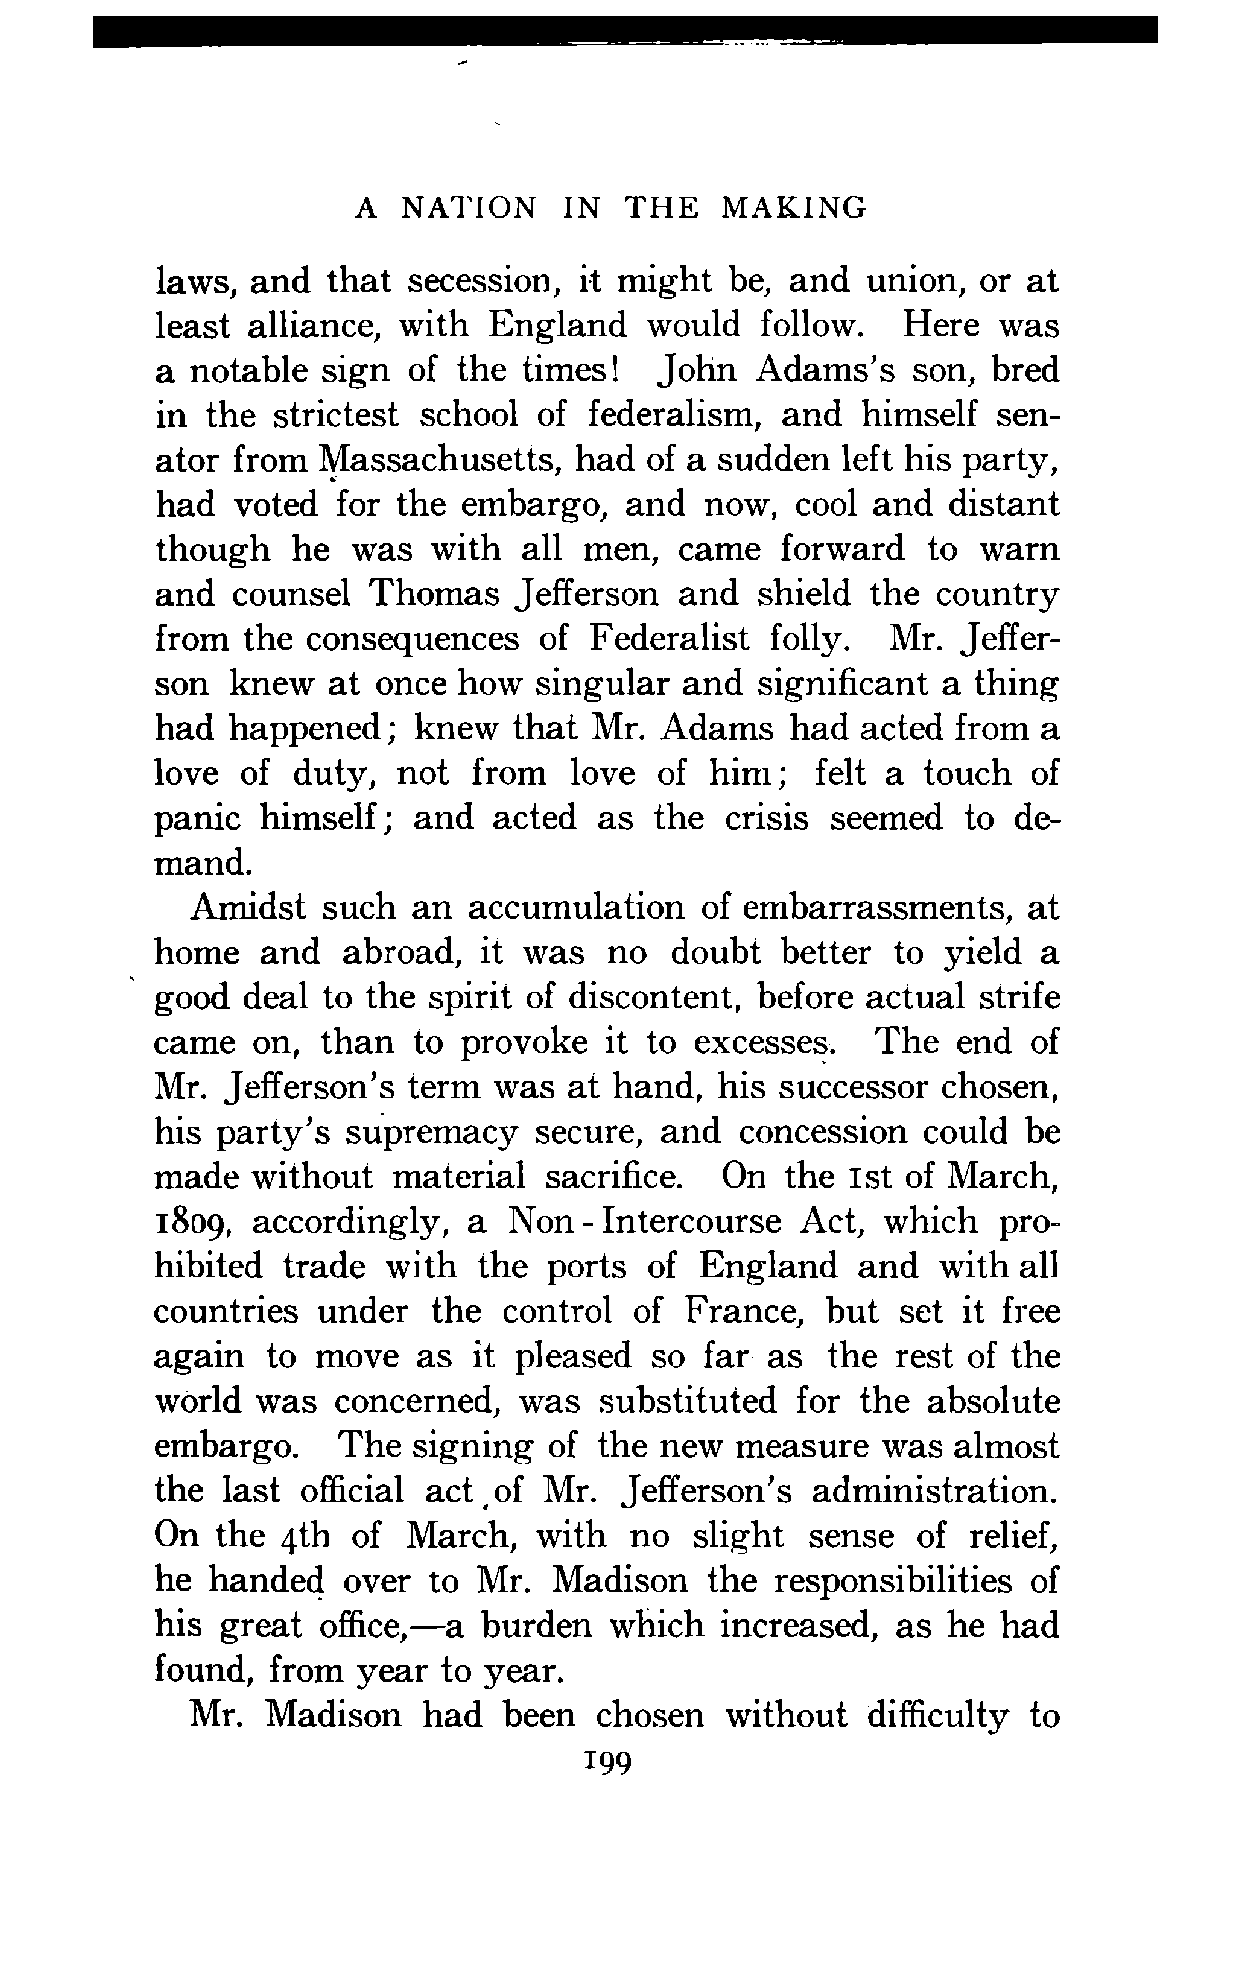 A NATION IN THE MAKING
laws, and that secession, it might be, and union, or at
least alliance, with England would follow. Here was
a notable sign of the times! John Adams's son, bred
in the strictest school of federalism, and himself sen-
ator from Massachusetts, had of a sudden left his party,
had voted for the embargo, and now, cool and distant
though he was with all men, came forward to warn
and counsel Thomas Jefferson and shield the country
from the consequences of Federalist folly. Mr. Jeffer-
son knew at once how singular and significant a thing
had happened; knew that Mr. Adams had acted from a
love of duty, not from love of him; felt a touch of
panic himself; and acted as the crisis seemed to de-
mand.
Amidst such an accumulation of embarrassments, at
home and abroad, it was no doubt better to yield a
good deal to the spirit of discontent, before actual strife
came on, than to provoke it to excesses. The end of
Mr. Jefferson's term was at hand, his successor chosen,
his party's supremacy secure, and concession could be
made without material sacrifice. On the 1st of March,
1809, accordingly, a Non-Intercourse Act, which pro-
hibited trade with the ports of England and with all
countries under the control of France, but set it free
again to move as it pleased so far as the rest of the
world was concerned, was substituted for the absolute
embargo. The signing of the new measure was almost
the last official act of Mr. Jefferson's administration.
On the 4th of March, with no slight sense of relief,
he handed over to Mr. Madison the responsibilities of
his great office,—a burden which increased, as he had
found, from year to year.
Mr. Madison had been chosen without difficulty to
199